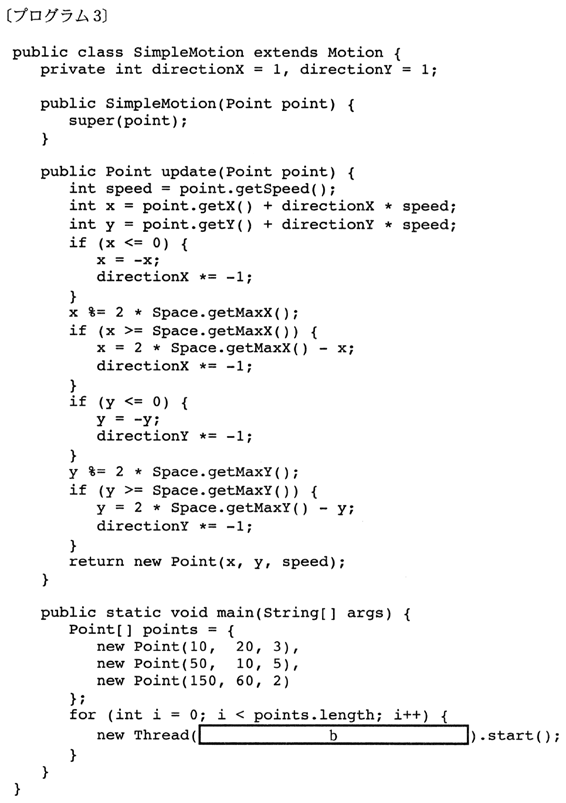 〔プログラム3〕
public class SimpleMotion extends Motion {
   private int directionX = 1, directionY = 1;

   public SimpleMotion(Point point) {
      super(point);
   }

   public Point update(Point point) {
      int speed = point.getSpeed();
      int x = point.getX() + directionX * speed;
      int y = point.getY() + directionY * speed;
      if (x <= 0) {
         x = -x;
         directionX *= -1;
      }
      x %= 2 * Space.getMaxX();
      if (x >= Space.getMaxX()) {
         x = 2 * Space.getMaxX() - x;
         directionX *= -1;
      }
      if (y <= 0) {
         y = -y;
         directionY *= -1;
      }
      y %= 2 * Space.getMaxY();
      if (y >= Space.getMaxY()) {
         y = 2 * Space.getMaxY() - y;
         directionY *= -1;
      }
      return new Point(x, y, speed);
   }

   public static void main(String[] args) {
      Point[] points = {
         new Point(10,  20, 3),
         new Point(50,  10, 5),
         new Point(150, 60, 2)
      };
      for (int i = 0; i < points.length; i++) {
         new Thread( b ).start();
      }
   }
}